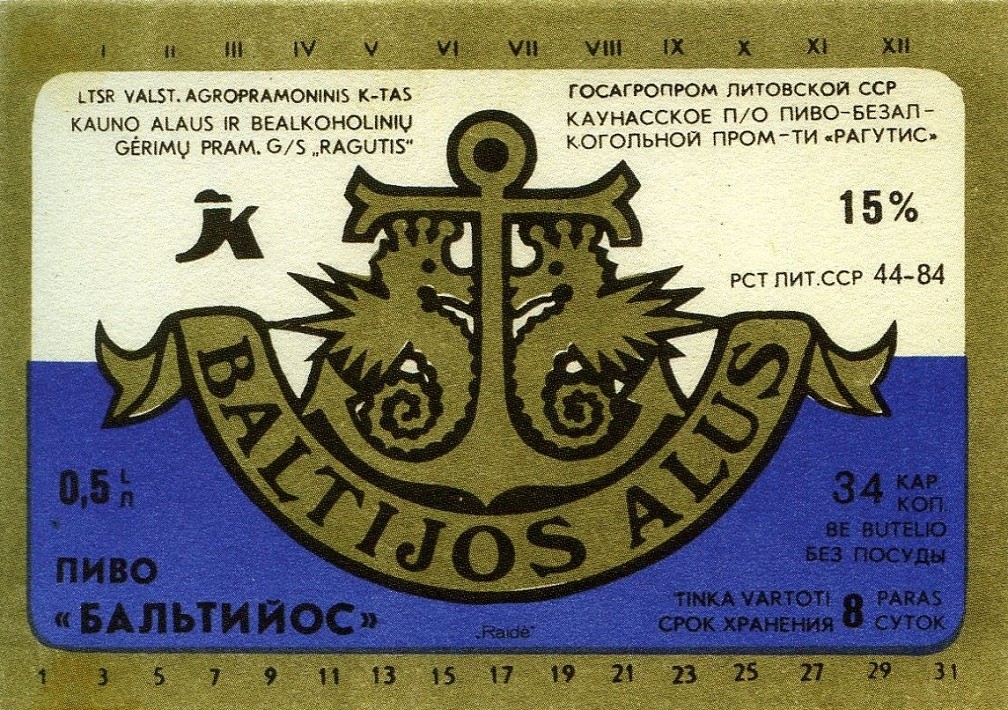 I II III IV V VI VII VIII IX X XI XII
LTSR VALST. AGROPRAMONINIS K-TAS
KAUNO ALAUS IR BEALKOHOLINIŲ
GĖRIMŲ PRAM. G/S „RAGUTIS“
ГОСАГРОПРОМ ЛИТОВСКОЙ ССР
КАУНАССКОЕ П/О ПИВО-БЕЗАЛ-
КОГОЛЬНОЙ ПРОМ-ТИ «РАГУТИС»
15%
РСТ ЛИТ.ССР 44-84
BALTIJOS ALUS
0,5 L
Л
ПИВО
«БАЛЬТИЙОС»
34 KAP.
КОП.
BE BUTELIO
БЕЗ ПОСУДЫ
TINKA VARTOTI 8 PARAS
СРОК ХРАНЕНИЯ СУТОК
„Raidė“
1 3 5 7 9 11 13 15 17 19 21 23 25 27 29 31